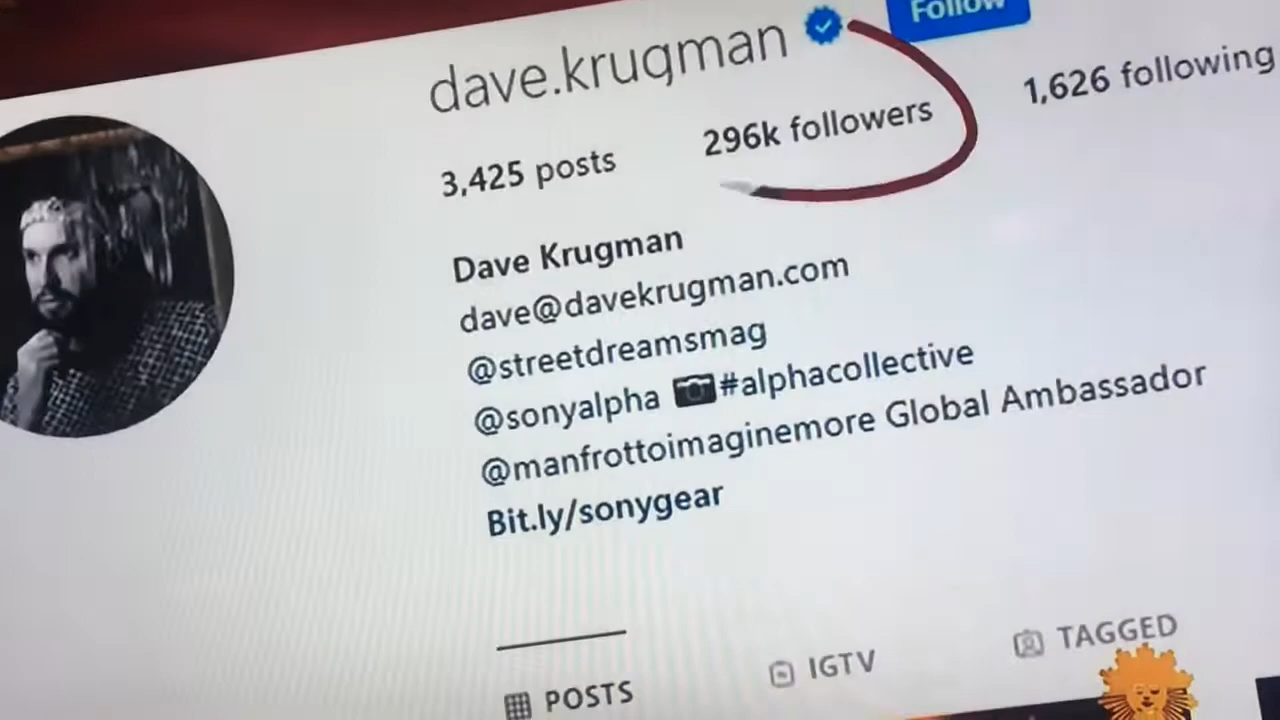 dave.krugman
Follow
3,425 posts 296k followers 1,626 following
Dave Krugman
dave@davekrugman.com
@streetdreamsmag
@sonyalpha 📷#alphacollective
@manfrottoimaginemore Global Ambassador
Bit.ly/sonygear
POSTS IGTV TAGGED